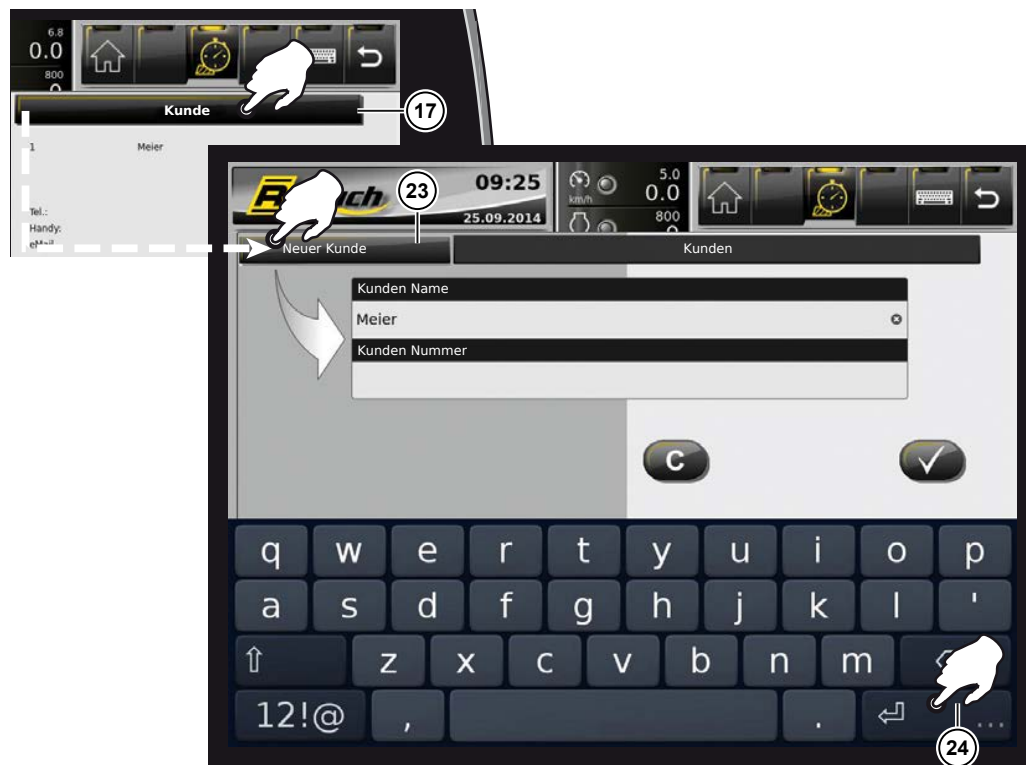 6.8
0.0
800
Kunde
17
1 Meier
Tel.:
Handy:
eMail
23
09:25
25.09.2014
km/h
5.0
0.0
800
Neuer Kunde
Kunden
Kunden Name
Meier
Kunden Nummer
C
q w e r t y u i o p
a s d f g h j k l '
z x c v b n m
12!@ , . ...
24